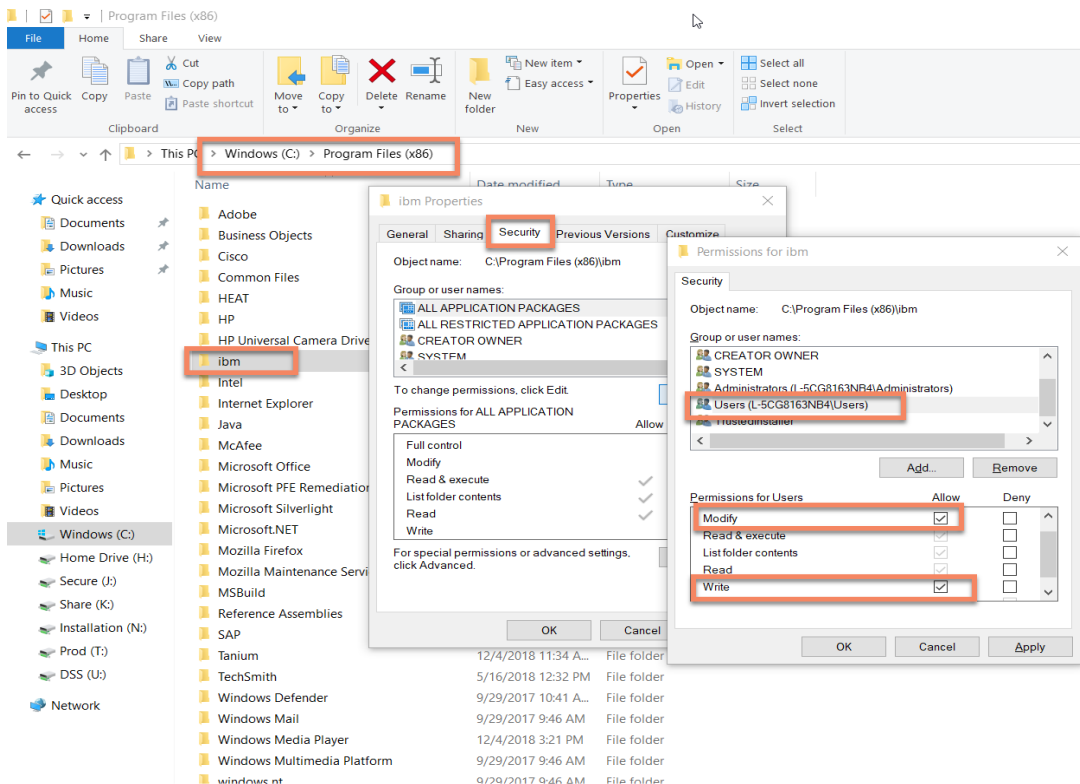 Program Files (x86)
File Home Share View
Pin to Quick access
Copy
Paste
Cut
Copy path
Paste shortcut
Move to
Copy to
Delete
Rename
New folder
New item
Easy access
Properties
Open
Edit
History
Select all
Select none
Invert selection
Clipboard Organize New Open Select
This PC > Windows (C:) > Program Files (x86)
Quick access
Documents
Downloads
Pictures
Music
Videos
This PC
3D Objects
Desktop
Documents
Downloads
Music
Pictures
Videos
Windows (C:)
Home Drive (H:)
Secure (J:)
Share (K:)
Installation (N:)
Prod (T:)
DSS (U:)
Network
Name Date modified Type Size
Adobe
Business Objects
Cisco
Common Files
HEAT
HP
HP Universal Camera Drive
ibm
Intel
Internet Explorer
Java
McAfee
Microsoft Office
Microsoft PFE Remediation
Microsoft Silverlight
Microsoft.NET
Mozilla Firefox
Mozilla Maintenance Servi
MSBuild
Reference Assemblies
SAP
Tanium 12/4/2018 11:34 A... File folder
TechSmith 5/16/2018 12:32 PM File folder
Windows Defender 9/29/2017 10:41 A... File folder
Windows Mail 9/29/2017 9:46 AM File folder
Windows Media Player 12/4/2018 3:21 PM File folder
Windows Multimedia Platform 9/29/2017 9:46 AM File folder
windows nt 9/29/2017 9:46 AM File folder
ibm Properties
General Sharing Security Previous Versions Customize
Object name: C:\Program Files (x86)\ibm
Group or user names:
ALL APPLICATION PACKAGES
ALL RESTRICTED APPLICATION PACKAGES
CREATOR OWNER
SYSTEM
To change permissions, click Edit.
Permissions for ALL APPLICATION
PACKAGES Allow
Full control
Modify
Read & execute
List folder contents
Read
Write
For special permissions or advanced settings,
click Advanced.
OK Cancel
Permissions for ibm
Security
Object name: C:\Program Files (x86)\ibm
Group or user names:
CREATOR OWNER
SYSTEM
Administrators (L-5CG8163NB4\Administrators)
Users (L-5CG8163NB4\Users)
TrustedInstaller
Add... Remove
Permissions for Users Allow Deny
Modify
Read & execute
List folder contents
Read
Write
OK Cancel Apply